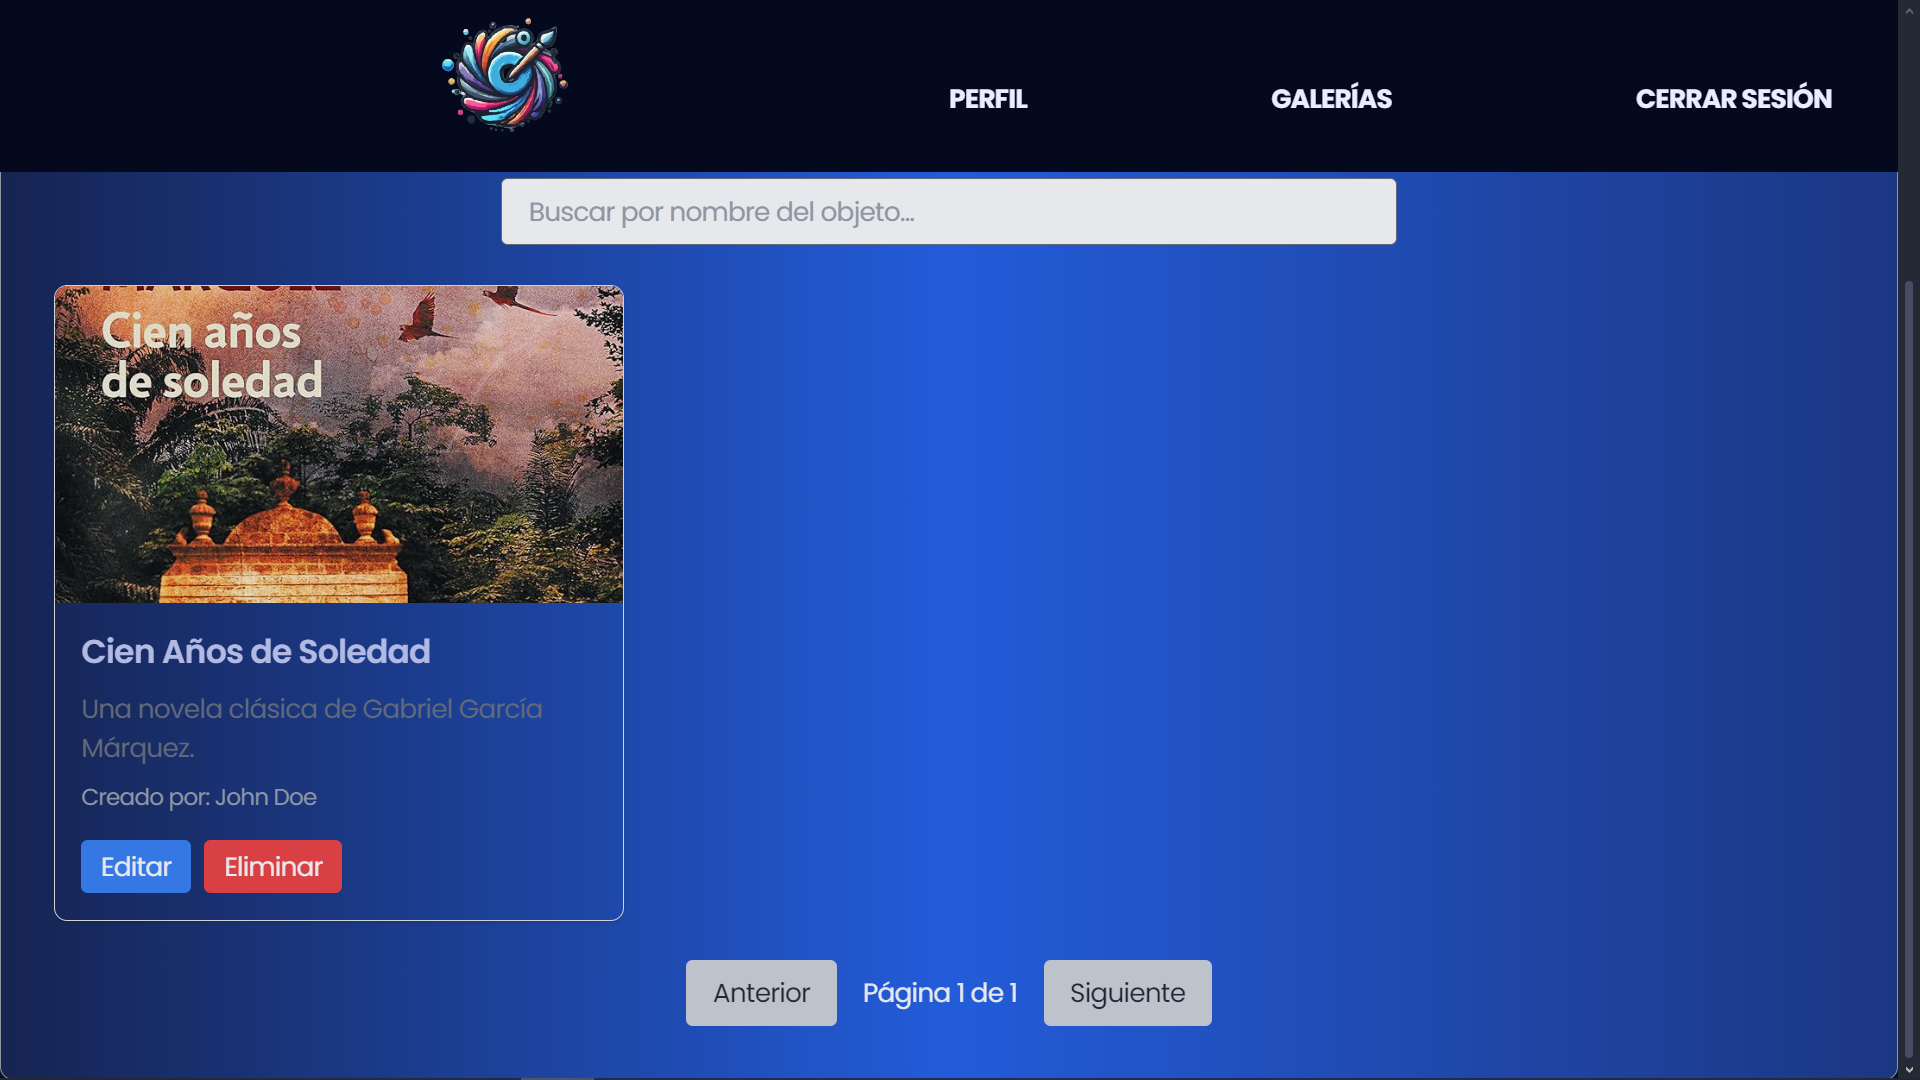 PERFIL
GALERÍAS
CERRAR SESIÓN
Buscar por nombre del objeto...
Cien años
de soledad
Cien Años de Soledad
Una novela clásica de Gabriel García
Márquez.
Creado por: John Doe
Editar
Eliminar
Anterior
Página 1 de 1
Siguiente